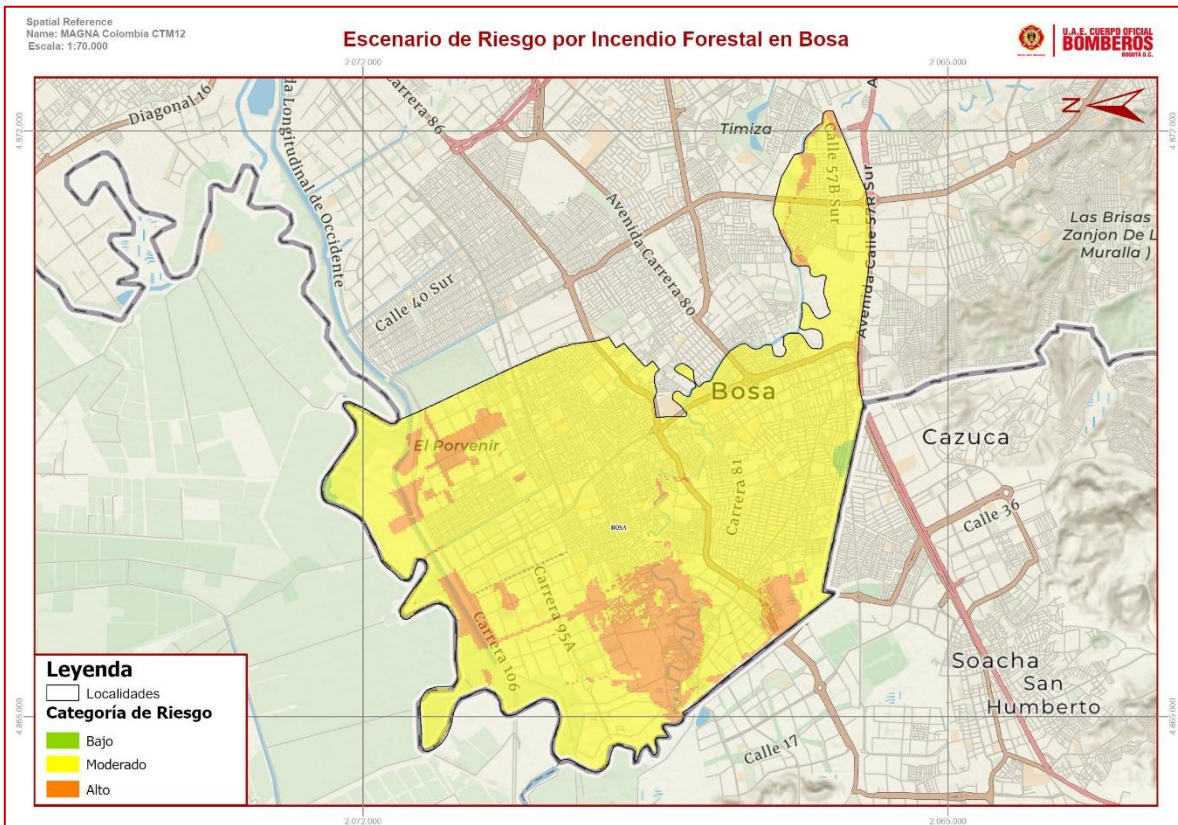 Spatial Reference
Name: MAGNA Colombia CTM12
Escala: 1:70.000
Escenario de Riesgo por Incendio Forestal en Bosa
U.A.E. CUERPO OFICIAL
BOMBEROS
BOGOTÁ D.C.
2.072.000
2.065.000
4.872.000
4.872.000
Diagonal 16
Carrera 86
Timiza
Calle 57B Sur
A
N
Longitudinal de Occidente
Avenida Carrera 80
Avenida Calle 57R Sur
Las Brisas
Zanjon De L
Muralla )
Calle 40 Sur
Bosa
El Porvenir
Cazuca
Carrera 81
Calle 36
BOSA
Carrera 95A
Carrera 106
Soacha
San
Humberto
Calle 17
4.865.000
4.865.000
Leyenda
Localidades
Categoría de Riesgo
Bajo
Moderado
Alto
2.072.000
2.065.000